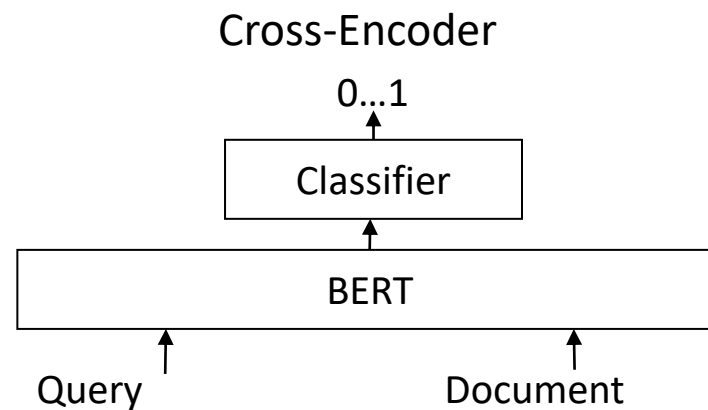 Cross-Encoder
0...1
Classifier
BERT
Query Document